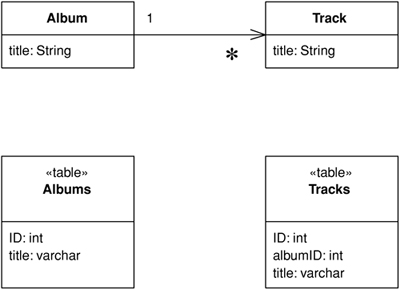 Album
1
Track
title: String
*
title: String
«table»
Albums
«table»
Tracks
ID: int
title: varchar
ID: int
albumID: int
title: varchar